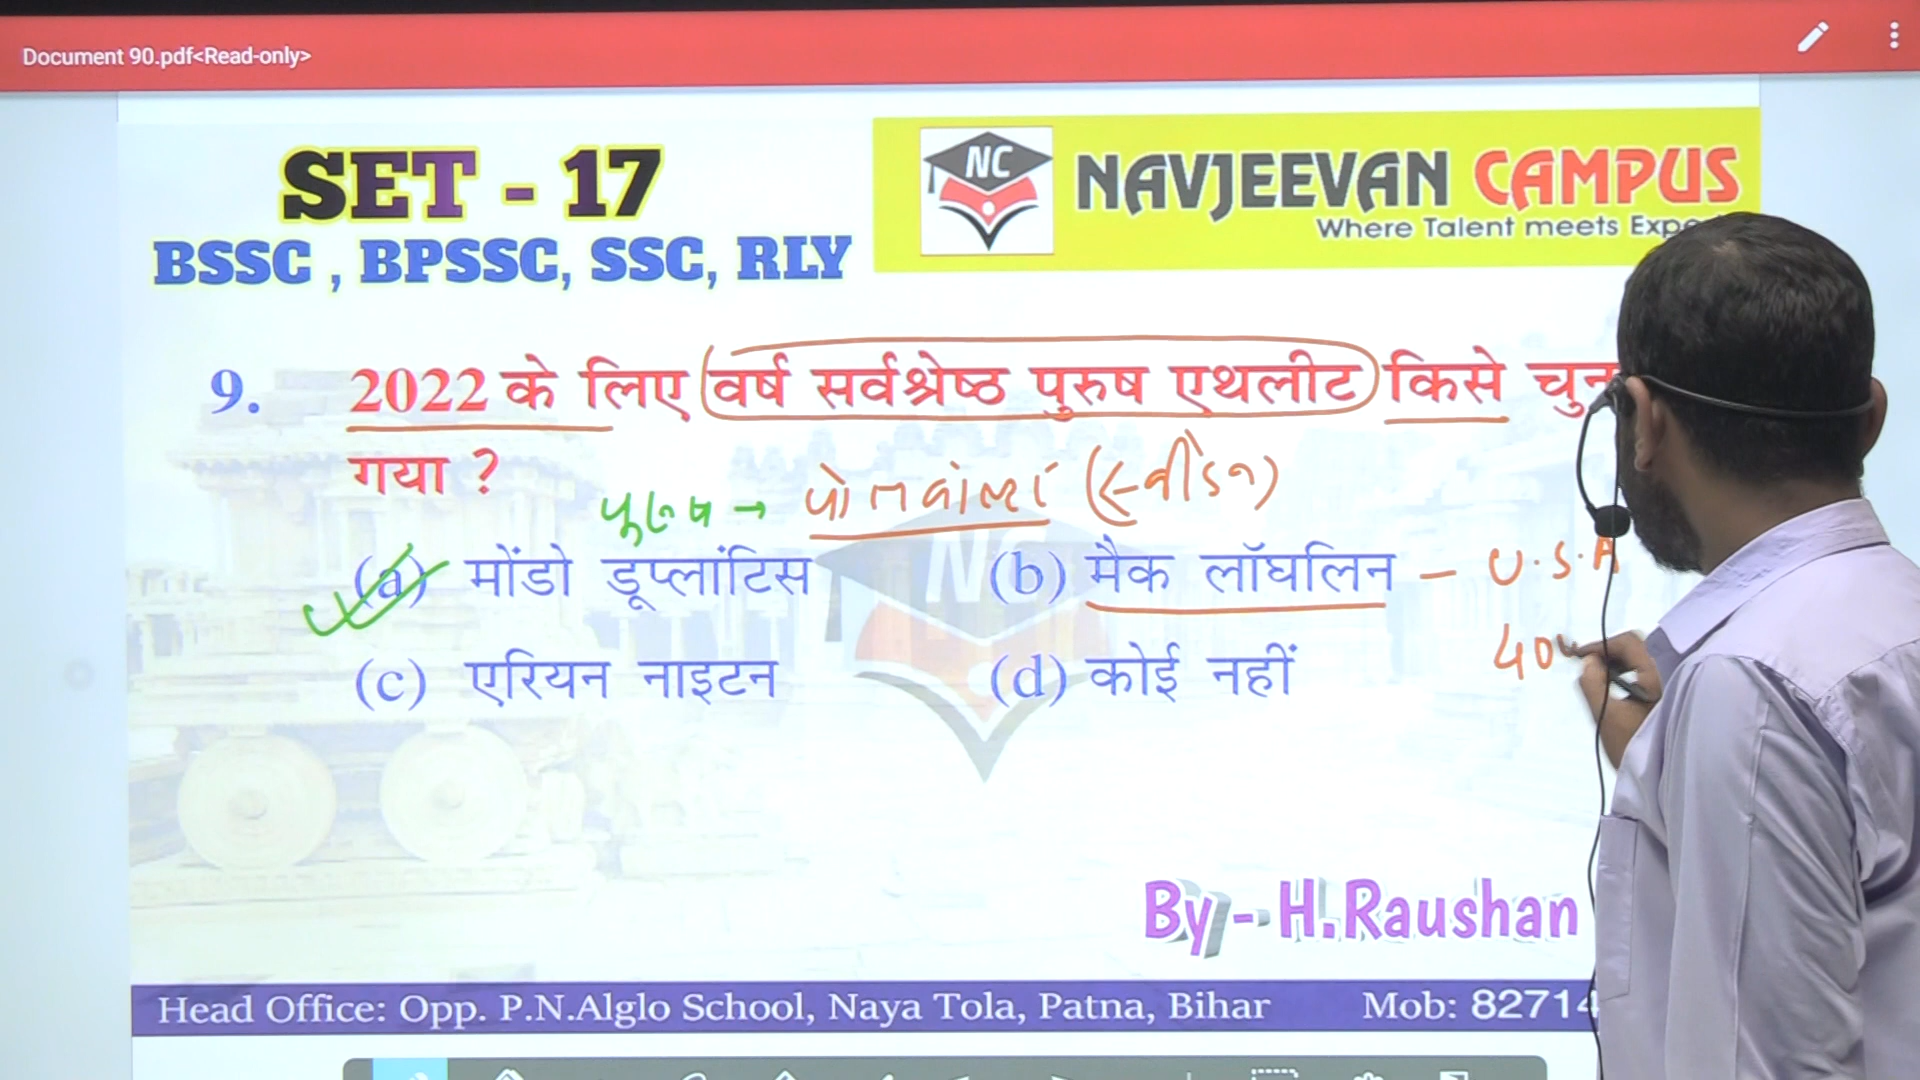 Document 90.pdf<Read-only>
SET - 17
BSSC , BPSSC, SSC, RLY
NC
NAVJEEVAN CAMPUS
Where Talent meets
9. 2022 के लिए वर्ष सर्वश्रेष्ठ पुरुष एथलीट किसे
गया ?
पुरुष →
(स्वीडन)
(a) मोंडो डूप्लांटिस
(b) मैक लॉघलिन – U.S.A
(c) एरियन नाइटन
(d) कोई नहीं
NC
By - H.Raushan
Head Office: Opp. P.N.Alglo School, Naya Tola, Patna, Bihar
Mob: 82714